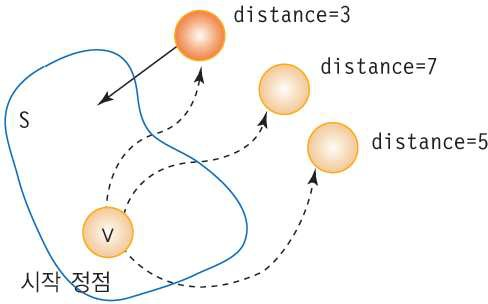 distance=3
distance=7
S
distance=5
v
시작 정점